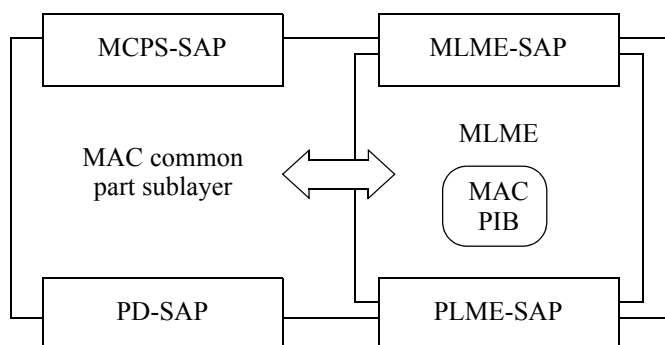 MCPS-SAP
MLME-SAP
MAC common
part sublayer
MLME
MAC
PIB
PD-SAP
PLME-SAP